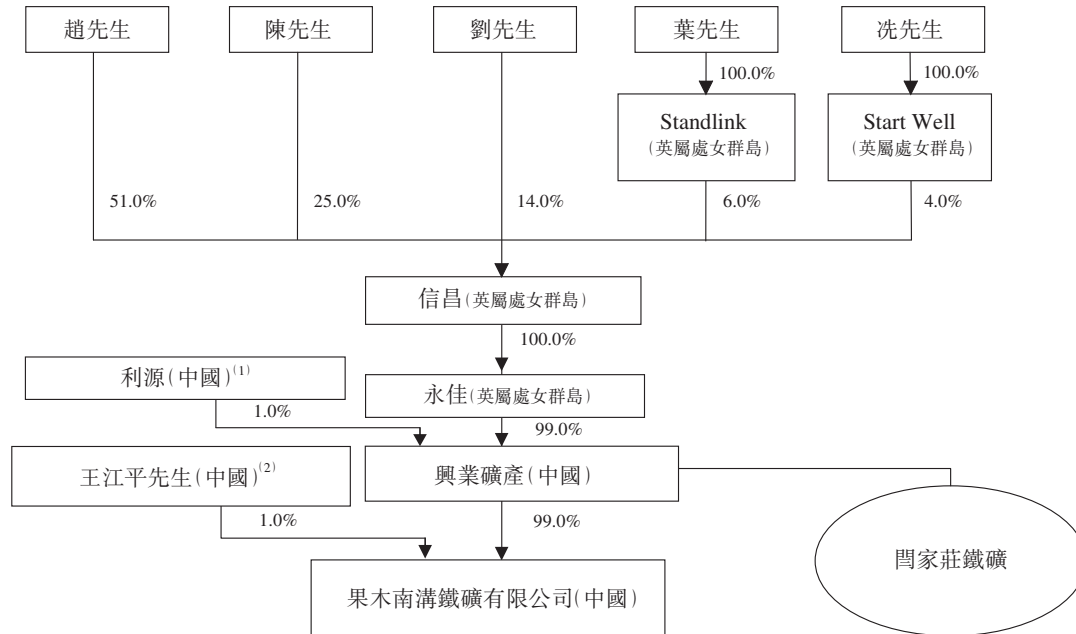 趙先生
陳先生
劉先生
葉先生
冼先生
100.0%
100.0%
Standlink
(英屬處女群島)
Start Well
(英屬處女群島)
51.0%
25.0%
14.0%
6.0%
4.0%
信昌(英屬處女群島)
100.0%
利源(中國)(1)
永佳(英屬處女群島)
1.0%
99.0%
王江平先生(中國)(2)
興業礦產(中國)
1.0%
99.0%
閆家莊鐵礦
果木南溝鐵礦有限公司(中國)